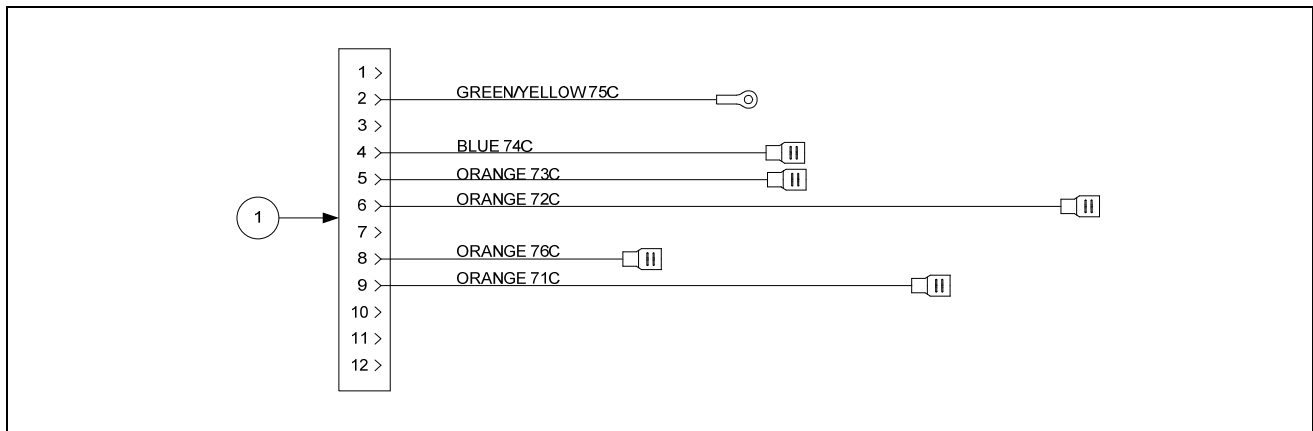 1
2 GREEN/YELLOW 75C
3
4 BLUE 74C
5 ORANGE 73C
6 ORANGE 72C
1
7
8 ORANGE 76C
9 ORANGE 71C
10
11
12